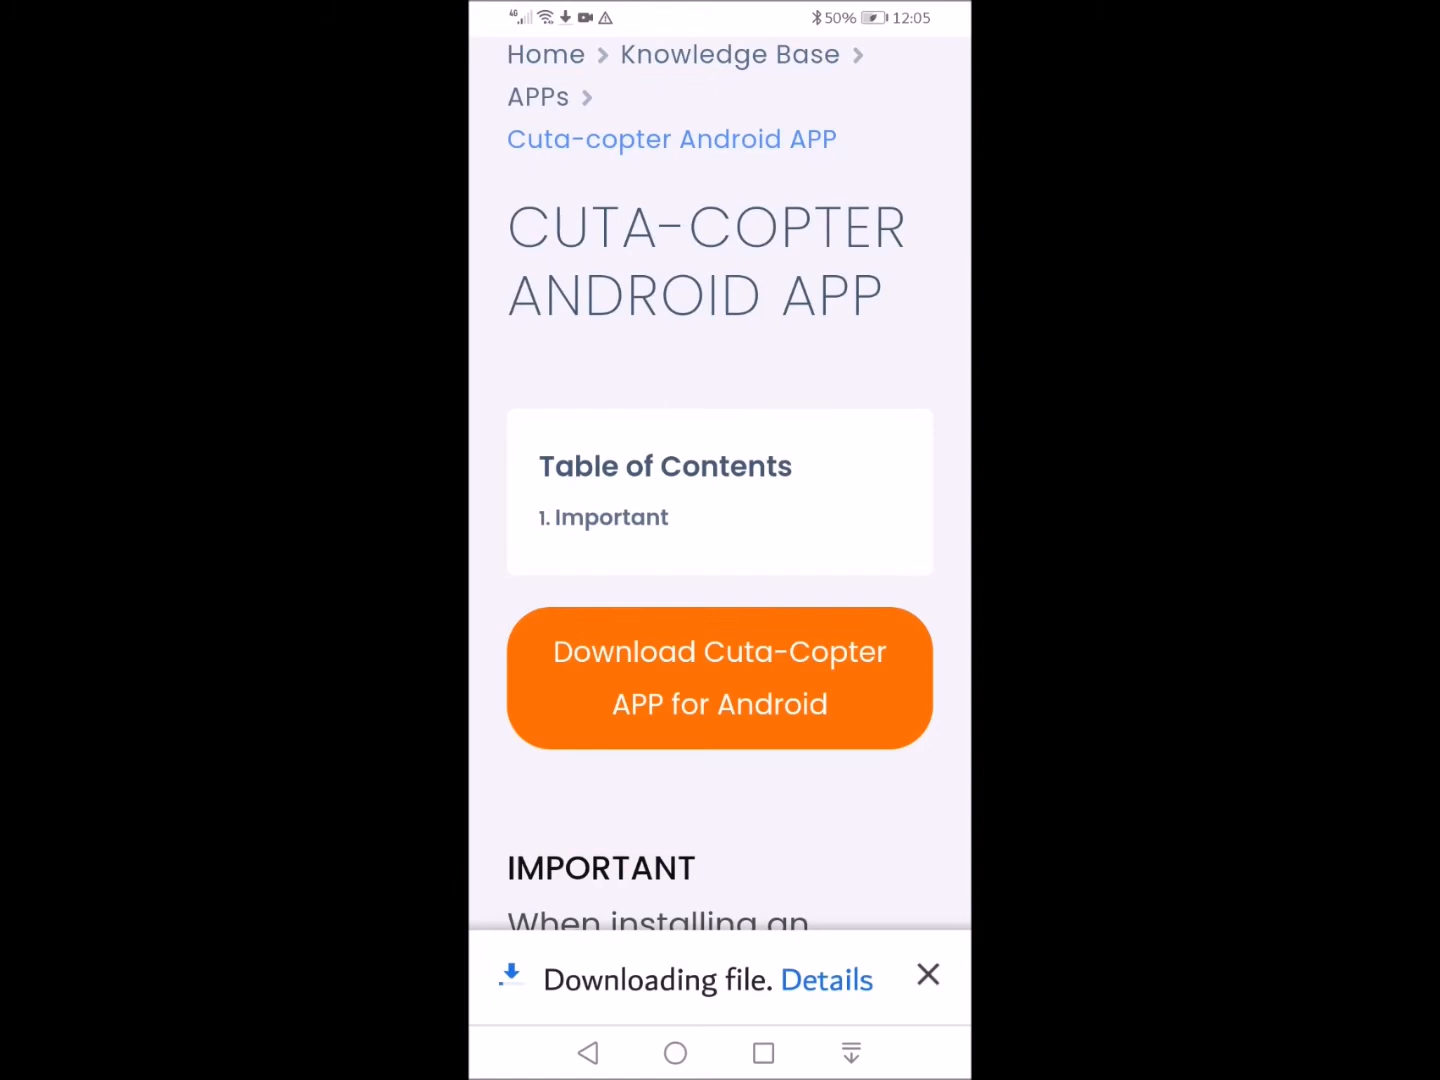 4G 50% 12:05
Home > Knowledge Base >
APPs >
Cuta-copter Android APP
CUTA-COPTER
ANDROID APP
Table of Contents
1. Important
Download Cuta-Copter
APP for Android
IMPORTANT
When installing an
Downloading file. Details